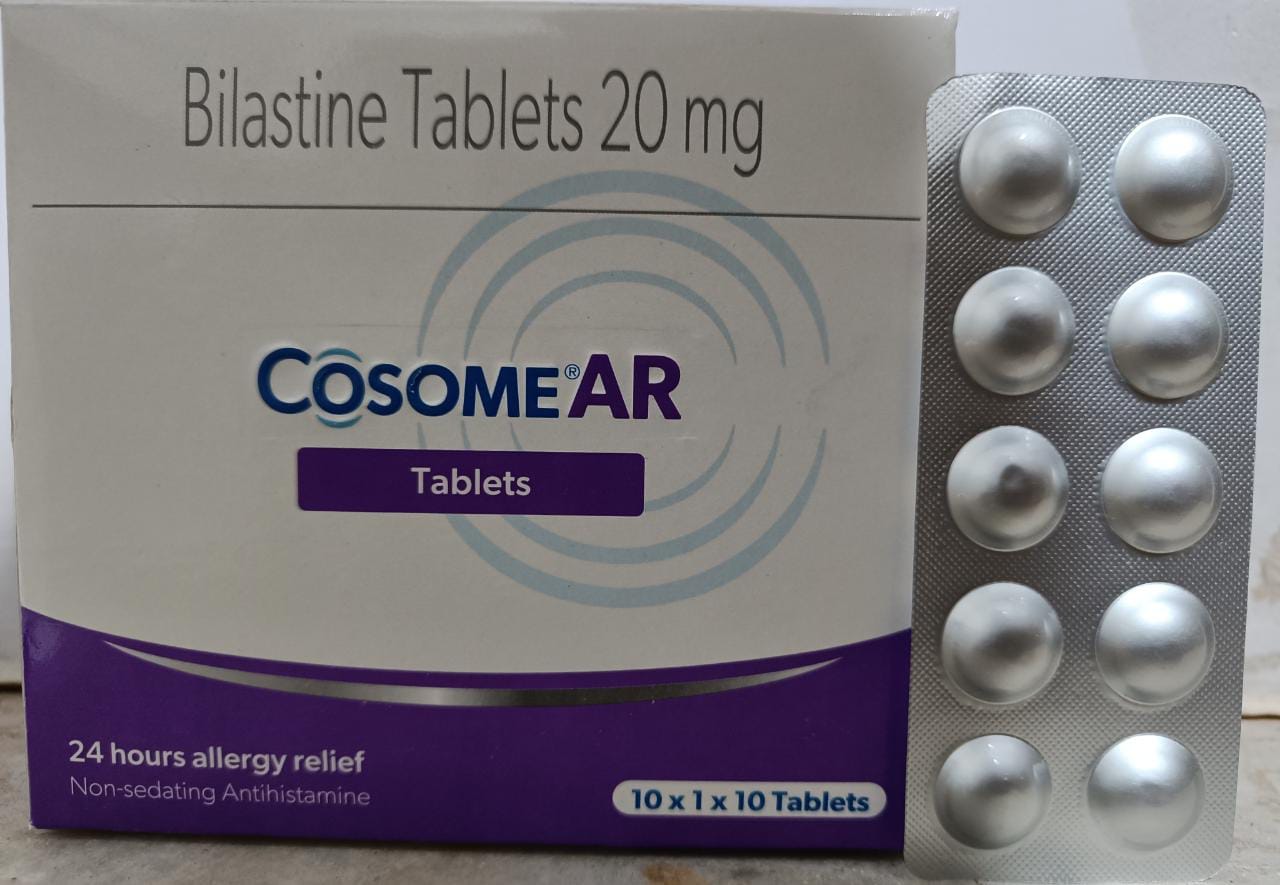 Bilastine Tablets 20 mg
COSOME® AR
Tablets
24 hours allergy relief
Non-sedating Antihistamine
10 x 1 x 10 Tablets